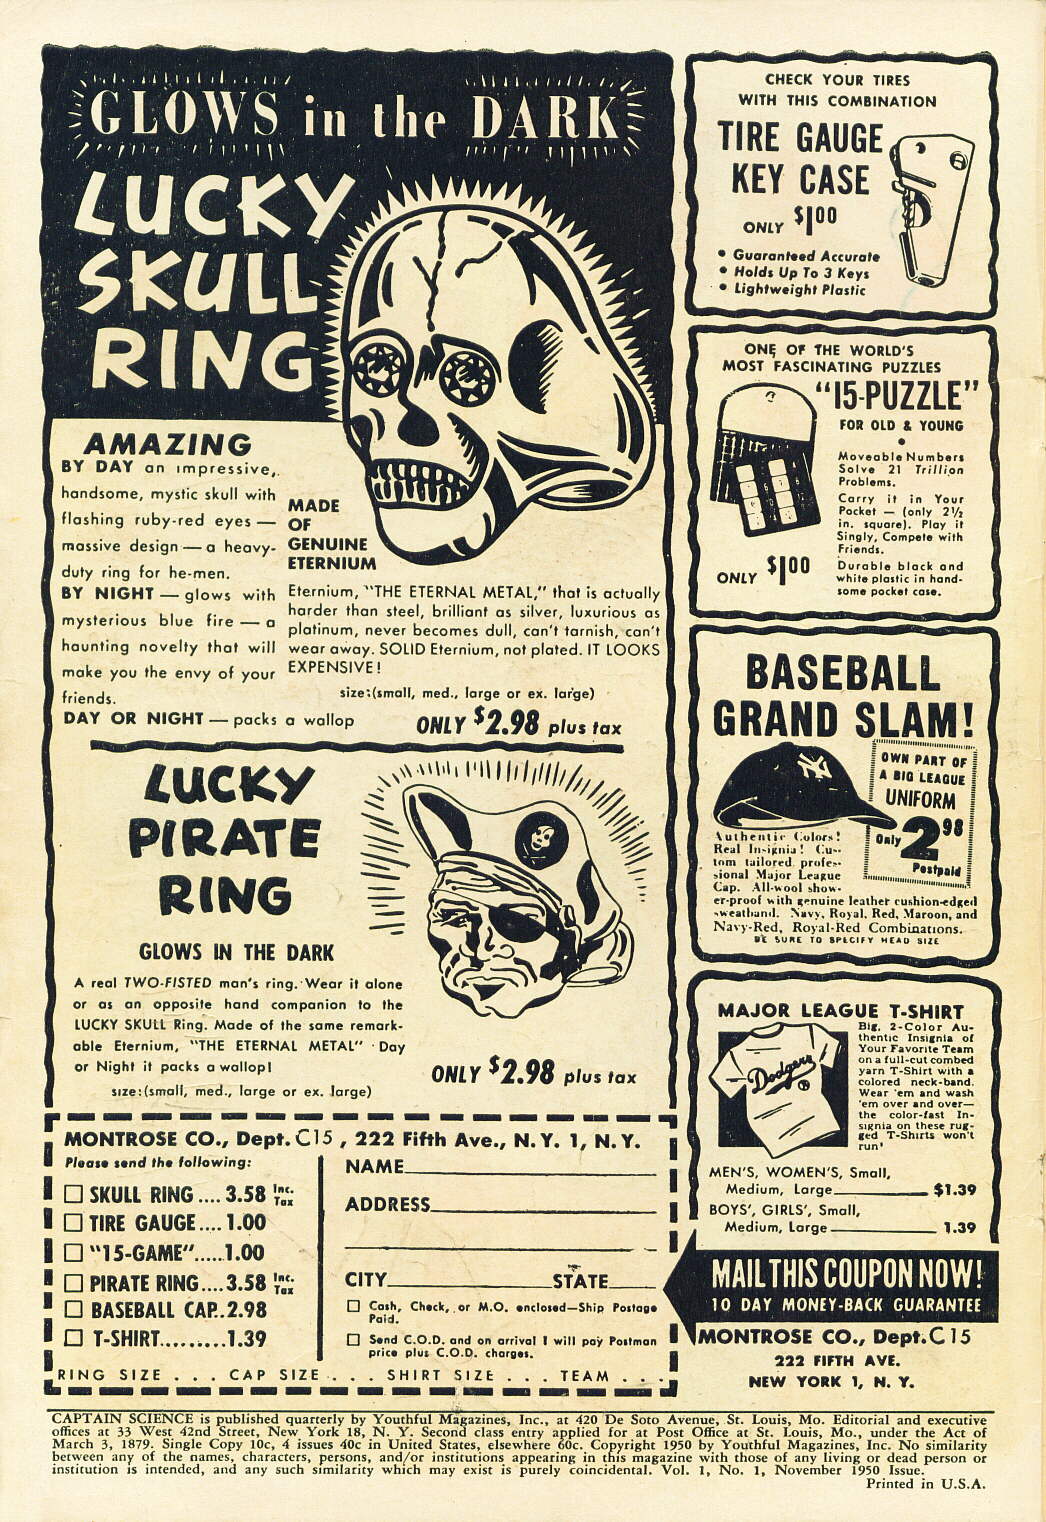 GLOWS in the DARK
LUCKY
SKULL
RING
AMAZING
BY DAY an impressive,
handsome, mystic skull with
flashing ruby-red eyes —
massive design — a heavy-
duty ring for he-men.
BY NIGHT — glows with
mysterious blue fire — a
haunting novelty that will
make you the envy of your
friends.
DAY OR NIGHT — packs a wallop
MADE
OF
GENUINE
ETERNIUM
Eternium, "THE ETERNAL METAL," that is actually
harder than steel, brilliant as silver, luxurious as
platinum, never becomes dull, can't tarnish, can't
wear away. SOLID Eternium, not plated. IT LOOKS
EXPENSIVE!
size:(small, med., large or ex. large)
ONLY $2.98 plus tax
LUCKY
PIRATE
RING
GLOWS IN THE DARK
A real TWO-FISTED man's ring. Wear it alone
or as an opposite hand companion to the
LUCKY SKULL Ring. Made of the same remark-
able Eternium, "THE ETERNAL METAL" Day
or Night it packs a wallop!
size:(small, med., large or ex. large)
ONLY $2.98 plus tax
MONTROSE CO., Dept. C15, 222 Fifth Ave., N. Y. 1, N. Y.
Please send the following:
☐ SKULL RING .... 3.58 Inc. Tax
☐ TIRE GAUGE.... 1.00
☐ "15-GAME".....1.00
☐ PIRATE RING.... 3.58 Inc. Tax
☐ BASEBALL CAP..2.98
☐ T-SHIRT.........1.39
NAME
ADDRESS
CITY STATE
☐ Cash, Check, or M.O. enclosed—Ship Postage
Paid.
☐ Send C.O.D. and on arrival I will pay Postman
price plus C.O.D. charges.
RING SIZE . . . CAP SIZE . . . SHIRT SIZE . . . TEAM . . .
CHECK YOUR TIRES
WITH THIS COMBINATION
TIRE GAUGE
KEY CASE
ONLY $1.00
• Guaranteed Accurate
• Holds Up To 3 Keys
• Lightweight Plastic
ONE OF THE WORLD'S
MOST FASCINATING PUZZLES
"15-PUZZLE"
FOR OLD & YOUNG
•
Moveable Numbers
Solve 21 Trillion
Problems.
Carry it in Your
Pocket — (only 2½
in. square). Play it
Singly, Compete with
Friends.
Durable black and
white plastic in hand-
some pocket case.
ONLY $1.00
BASEBALL
GRAND SLAM!
NY
OWN PART OF
A BIG LEAGUE
UNIFORM
Only 2.98
Postpaid
Authentic Colors!
Real Insignia! Cus-
tom tailored profes-
sional Major League
Cap. All-wool show-
er-proof with genuine leather cushion-edged
sweatband. Navy, Royal, Red, Maroon, and
Navy-Red, Royal-Red Combinations.
BE SURE TO SPECIFY HEAD SIZE
MAJOR LEAGUE T-SHIRT
Dodgers
Big, 2-Color Au-
thentic Insignia of
Your Favorite Team
on a full-cut combed
yarn T-Shirt with a
colored neck-band.
Wear 'em and wash
'em over and over—
the color-fast In-
signia on these rug-
ged T-Shirts won't
run!
MEN'S, WOMEN'S, Small,
Medium, Large $1.39
BOYS', GIRLS', Small,
Medium, Large 1.39
MAIL THIS COUPON NOW!
10 DAY MONEY-BACK GUARANTEE
MONTROSE CO., Dept. C15
222 FIFTH AVE.
NEW YORK 1, N. Y.
CAPTAIN SCIENCE is published quarterly by Youthful Magazines, Inc., at 420 De Soto Avenue, St. Louis, Mo. Editorial and executive
offices at 33 West 42nd Street, New York 18, N. Y. Second class entry applied for at Post Office at St. Louis, Mo., under the Act of
March 3, 1879. Single Copy 10c, 4 issues 40c in United States, elsewhere 60c. Copyright 1950 by Youthful Magazines, Inc. No similarity
between any of the names, characters, persons, and/or institutions appearing in this magazine with those of any living or dead person or
institution is intended, and any such similarity which may exist is purely coincidental. Vol. 1, No. 1, November 1950 Issue.
Printed in U.S.A.